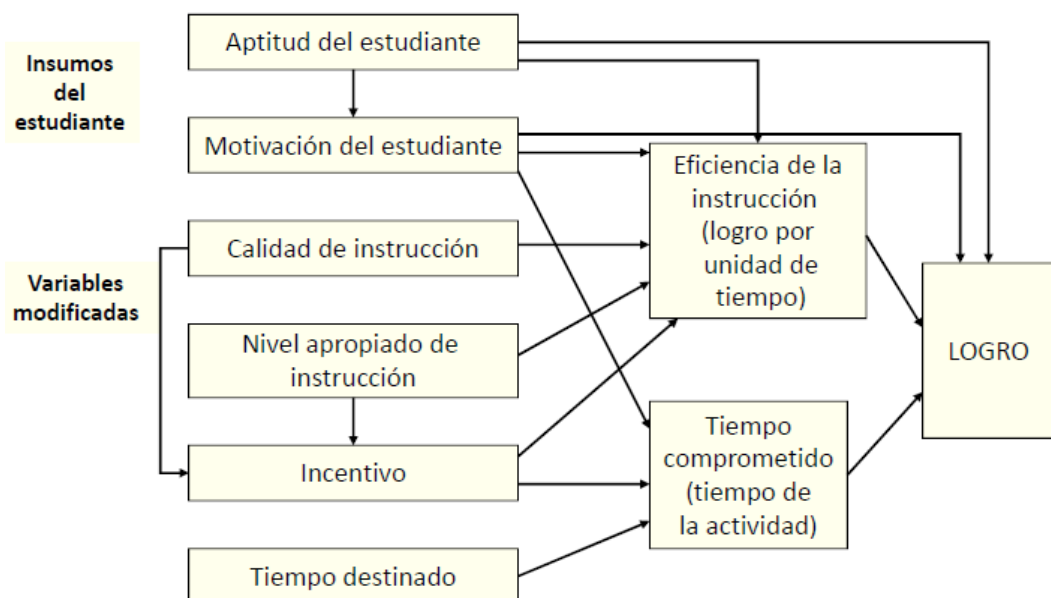 Insumos
del
estudiante
Aptitud del estudiante
Motivación del estudiante
Variables
modificadas
Calidad de instrucción
Nivel apropiado de
instrucción
Incentivo
Tiempo destinado
Eficiencia de la
instrucción
(logro por
unidad de
tiempo)
Tiempo
comprometido
(tiempo de
la actividad)
LOGRO